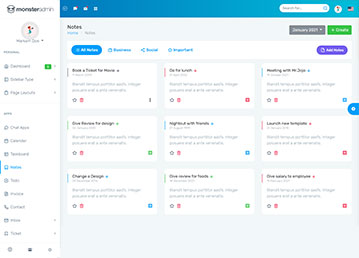 monsteradmin
Search for...
Markarn Doe
PERSONAL
Dashboard
Sidebar Type
Page Layouts
APPS
Chat Apps
Calendar
Taskboard
Notes
Todo
Invoice
Contact
Inbox
Ticket
Notes
Home
Notes
January 2021
+ Create
All Notes
Business
Social
Important
Add Notes
Book a Ticket for Movie
Blandit tempus porttitor aasfs. Integer posuere erat a ante venenatis.
Go for lunch
Blandit tempus porttitor aasfs. Integer posuere erat a ante venenatis.
Meeting with Mr.Jojo
Blandit tempus porttitor aasfs. Integer posuere erat a ante venenatis.
Give Review for design
Blandit tempus porttitor aasfs. Integer posuere erat a ante venenatis.
Nightout with friends
Blandit tempus porttitor aasfs. Integer posuere erat a ante venenatis.
Launch new template
Blandit tempus porttitor aasfs. Integer posuere erat a ante venenatis.
Change a Design
Blandit tempus porttitor aasfs. Integer posuere erat a ante venenatis.
Give review for foods
Blandit tempus porttitor aasfs. Integer posuere erat a ante venenatis.
Give salary to employee
Blandit tempus porttitor aasfs. Integer posuere erat a ante venenatis.